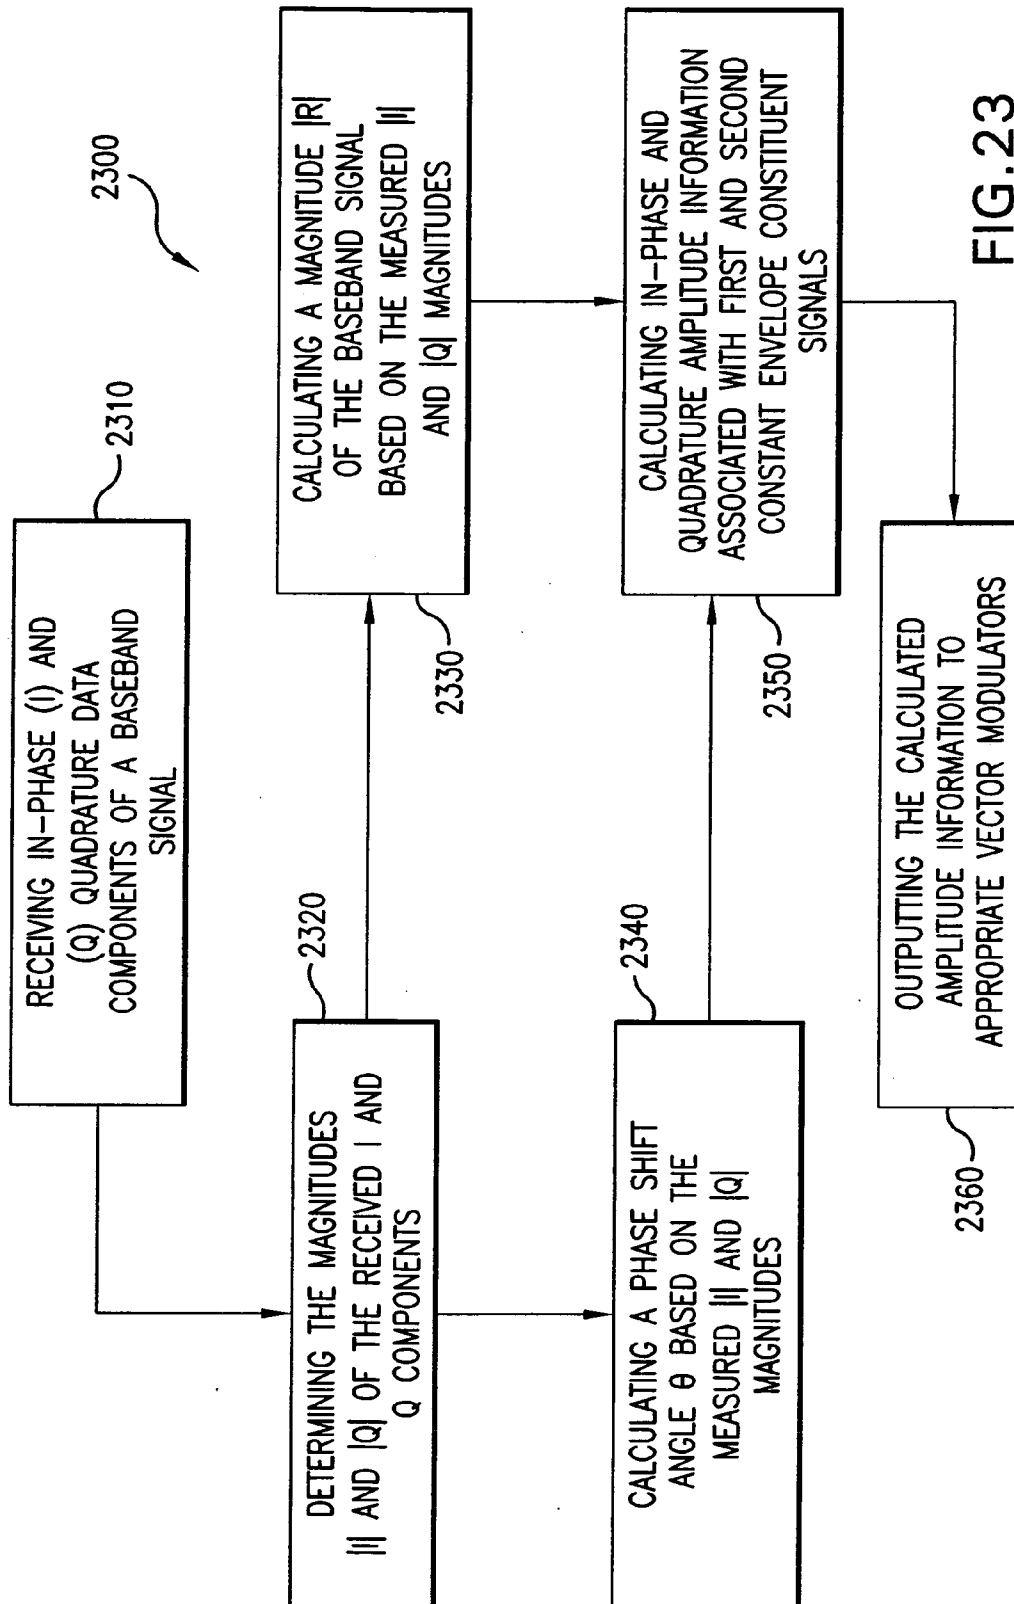 2300
RECEIVING IN-PHASE (I) AND
(Q) QUADRATURE DATA
COMPONENTS OF A BASEBAND
SIGNAL
2310
DETERMINING THE MAGNITUDES
|I| AND |Q| OF THE RECEIVED I AND
Q COMPONENTS
2320
CALCULATING A MAGNITUDE |R|
OF THE BASEBAND SIGNAL
BASED ON THE MEASURED |I|
AND |Q| MAGNITUDES
2330
CALCULATING A PHASE SHIFT
ANGLE θ BASED ON THE
MEASURED |I| AND |Q|
MAGNITUDES
2340
CALCULATING IN-PHASE AND
QUADRATURE AMPLITUDE INFORMATION
ASSOCIATED WITH FIRST AND SECOND
CONSTANT ENVELOPE CONSTITUENT
SIGNALS
2350
OUTPUTTING THE CALCULATED
AMPLITUDE INFORMATION TO
APPROPRIATE VECTOR MODULATORS
2360
FIG.23